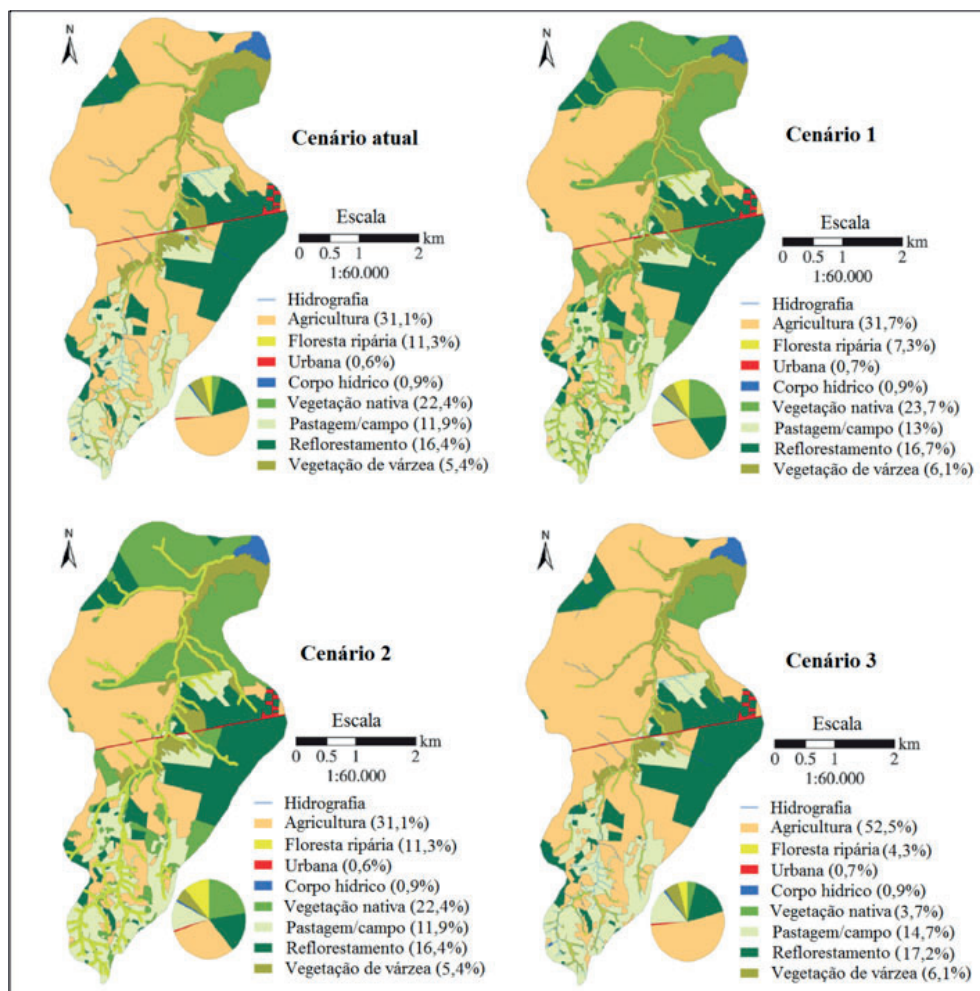 N
Cenário atual
Escala
km
0 0.5 1 2
1:60.000
Hidrografia
Agricultura (31,1%)
Floresta ripária (11,3%)
Urbana (0,6%)
Corpo hídrico (0,9%)
Vegetação nativa (22,4%)
Pastagem/campo (11,9%)
Reflorestamento (16,4%)
Vegetação de várzea (5,4%)
N
Cenário 1
Escala
km
0 0.5 1 2
1:60.000
Hidrografia
Agricultura (31,7%)
Floresta ripária (7,3%)
Urbana (0,7%)
Corpo hídrico (0,9%)
Vegetação nativa (23,7%)
Pastagem/campo (13%)
Reflorestamento (16,7%)
Vegetação de várzea (6,1%)
N
Cenário 2
Escala
km
0 0.5 1 2
1:60.000
Hidrografia
Agricultura (31,1%)
Floresta ripária (11,3%)
Urbana (0,6%)
Corpo hídrico (0,9%)
Vegetação nativa (22,4%)
Pastagem/campo (11,9%)
Reflorestamento (16,4%)
Vegetação de várzea (5,4%)
N
Cenário 3
Escala
km
0 0.5 1 2
1:60.000
Hidrografia
Agricultura (52,5%)
Floresta ripária (4,3%)
Urbana (0,7%)
Corpo hídrico (0,9%)
Vegetação nativa (3,7%)
Pastagem/campo (14,7%)
Reflorestamento (17,2%)
Vegetação de várzea (6,1%)